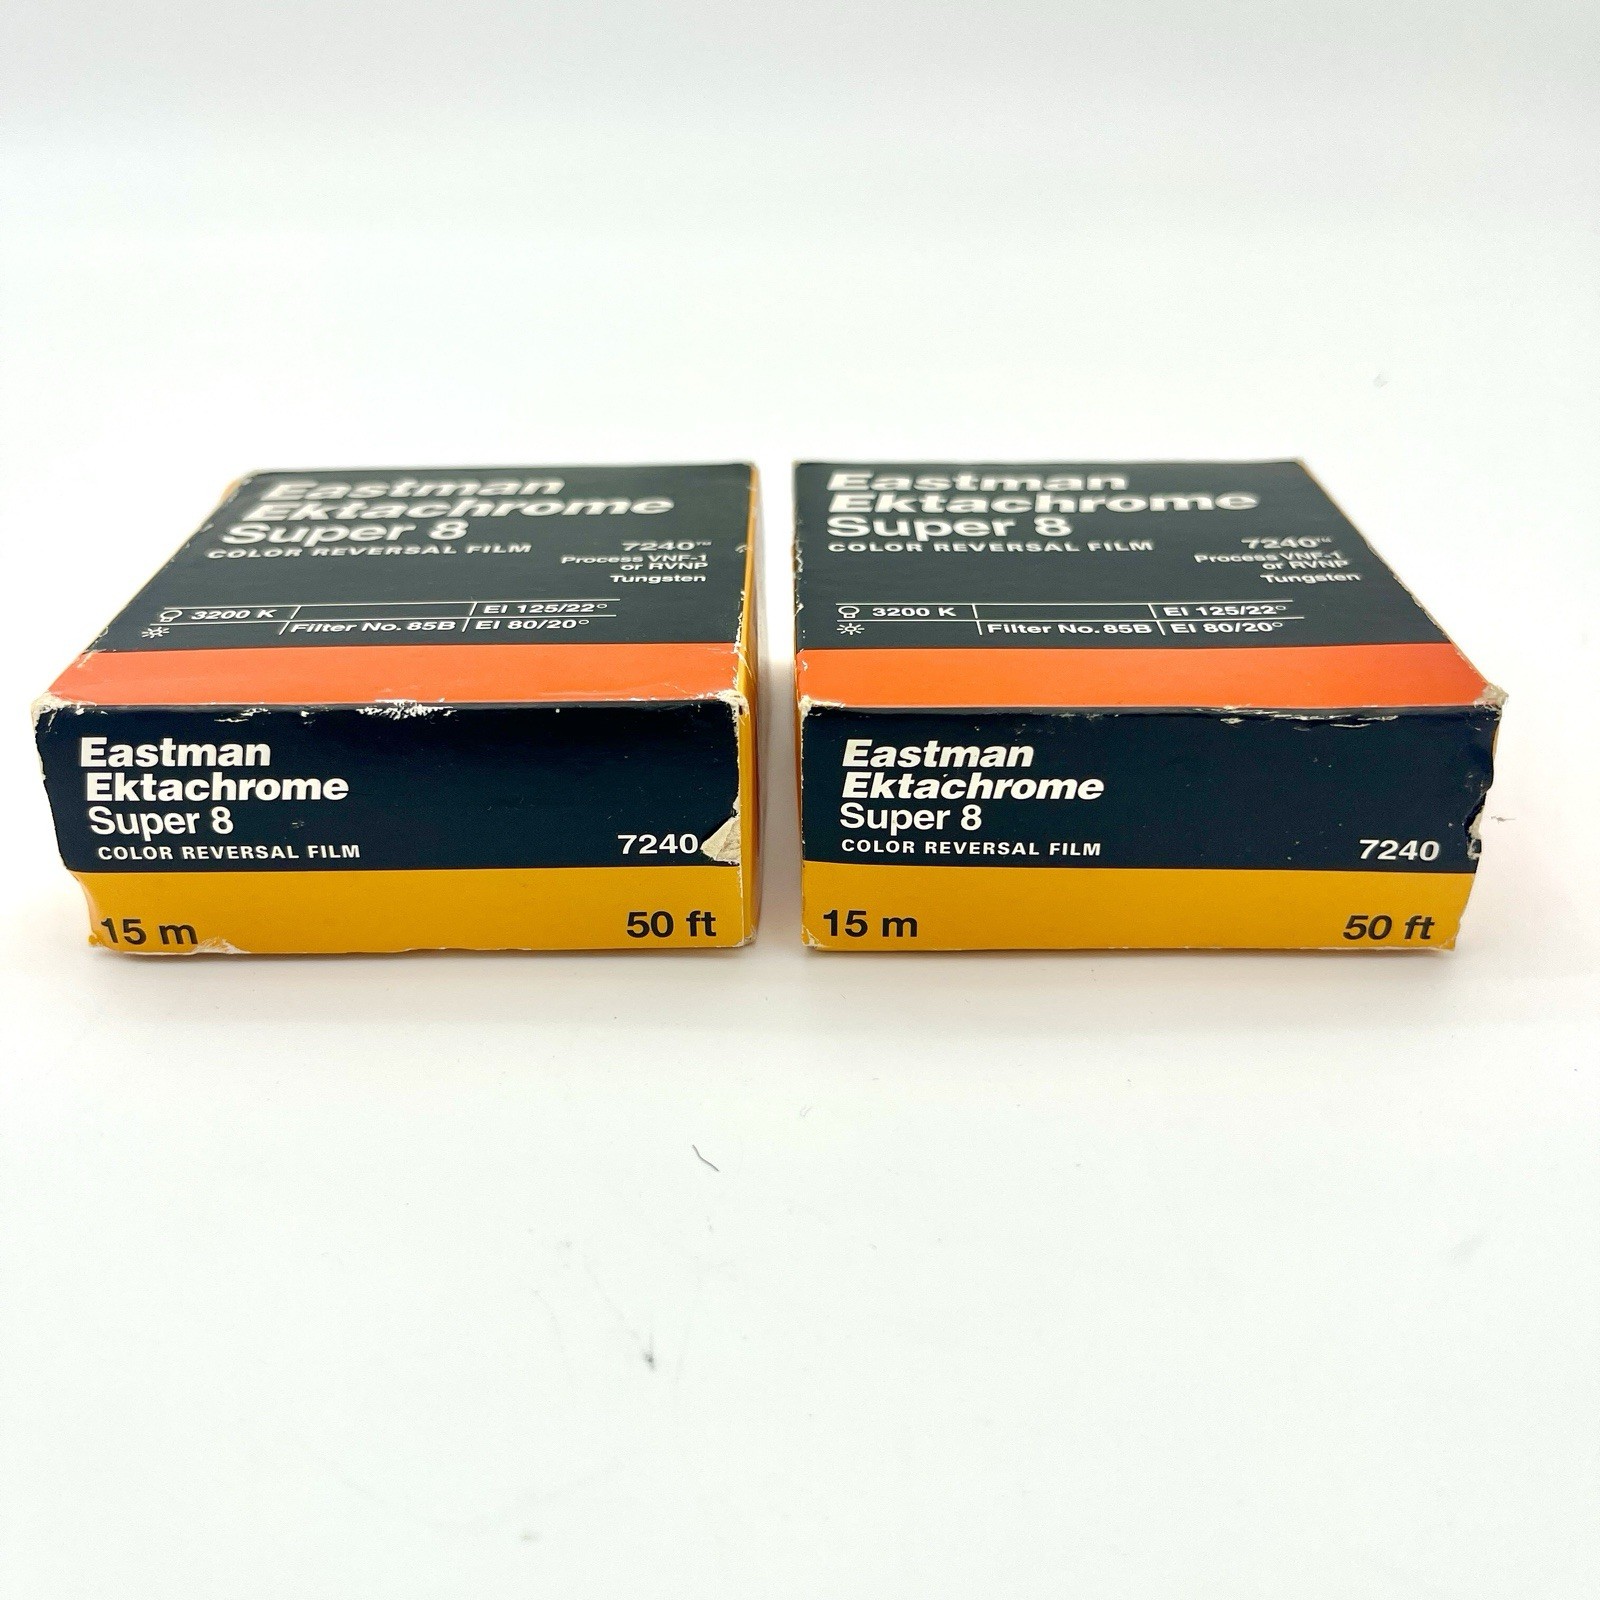 Eastman
Ektachrome
Super 8
COLOR REVERSAL FILM
7240™
Process VNF-1
or RVNP
Tungsten
3200 K EI 125/22°
Filter No. 85B EI 80/20°
Eastman
Ektachrome
Super 8
COLOR REVERSAL FILM
7240
15 m 50 ft
Eastman
Ektachrome
Super 8
COLOR REVERSAL FILM
7240™
Process VNF-1
or RVNP
Tungsten
3200 K EI 125/22°
Filter No. 85B EI 80/20°
Eastman
Ektachrome
Super 8
COLOR REVERSAL FILM
7240
15 m 50 ft